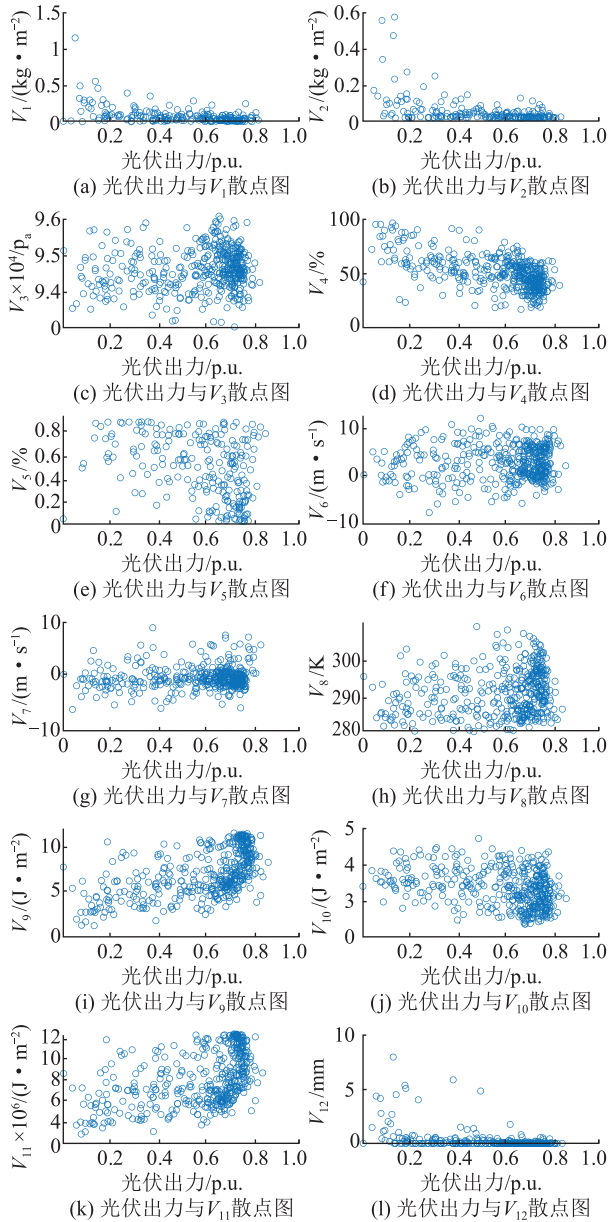 V₁/(kg·m⁻²)
1.5
1
0.5
0
0.2 0.4 0.6 0.8 1.0
光伏出力/p.u.
(a) 光伏出力与V₁散点图
V₂/(kg·m⁻²)
0.6
0.4
0.2
0
0 0.2 0.4 0.6 0.8 1.0
光伏出力/p.u.
(b) 光伏出力与V₂散点图
V₃×10⁴/pₐ
9.6
9.5
9.4
0
0 0.2 0.4 0.6 0.8 1.0
光伏出力/p.u.
(c) 光伏出力与V₃散点图
V₄/%
100
50
0
0 0.2 0.4 0.6 0.8 1.0
光伏出力/p.u.
(d) 光伏出力与V₄散点图
V₅/%
0.8
0.6
0.4
0.2
0
0 0.2 0.4 0.6 0.8 1.0
光伏出力/p.u.
(e) 光伏出力与V₅散点图
V₆/(m·s⁻¹)
10
0
−10
0 0.2 0.4 0.6 0.8 1.0
光伏出力/p.u.
(f) 光伏出力与V₆散点图
V₇/(m·s⁻¹)
10
0
−10
0 0.2 0.4 0.6 0.8 1.0
光伏出力/p.u.
(g) 光伏出力与V₇散点图
V₈/K
300
290
280
0 0.2 0.4 0.6 0.8 1.0
光伏出力/p.u.
(h) 光伏出力与V₈散点图
V₉/(J·m⁻²)
10
5
0
0.2 0.4 0.6 0.8 1.0
光伏出力/p.u.
(i) 光伏出力与V₉散点图
V₁₀/(J·m⁻²)
5
4
3
0
0 0.2 0.4 0.6 0.8 1.0
光伏出力/p.u.
(j) 光伏出力与V₁₀散点图
V₁₁×10⁶/(J·m⁻²)
12
10
8
6
4
0
0 0.2 0.4 0.6 0.8 1.0
光伏出力/p.u.
(k) 光伏出力与V₁₁散点图
V₁₂/mm
10
5
0
0 0.2 0.4 0.6 0.8 1.0
光伏出力/p.u.
(l) 光伏出力与V₁₂散点图